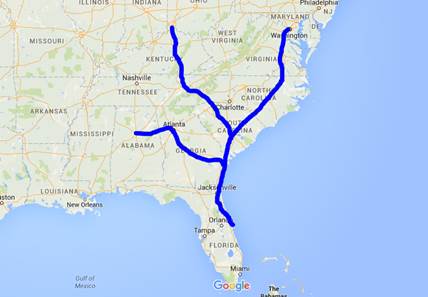 Philadelphia
OHIO
ILLINOIS
INDIANA
MARYLAND
Washington
WEST
VIRGINIA
MISSOURI
KENTUCKY
VIRGINIA
Nashville
TENNESSEE
NORTH
CAROLINA
Charlotte
ARKANSAS
Atlanta
SOUTH
CAROLINA
MISSISSIPPI
ALABAMA
GEORGIA
LOUISIANA
Jacksonville
New Orleans
Orlando
Tampa
FLORIDA
Gulf of
Mexico
Miami
Google
The
Bahamas